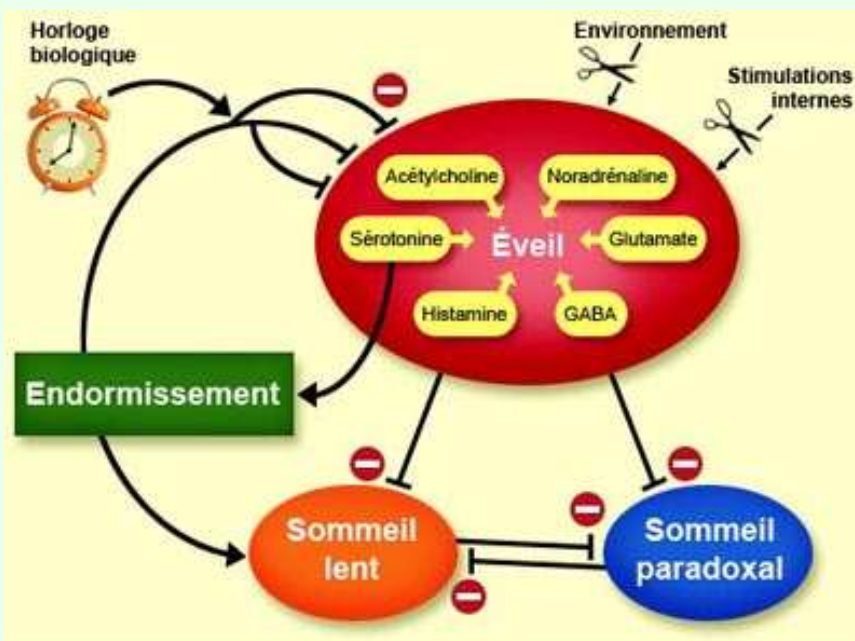 Horloge
biologique
Environnement
Stimulations
internes
Acétylcholine
Noradrénaline
Sérotonine
Éveil
Glutamate
Histamine
GABA
Endormissement
Sommeil
lent
Sommeil
paradoxal